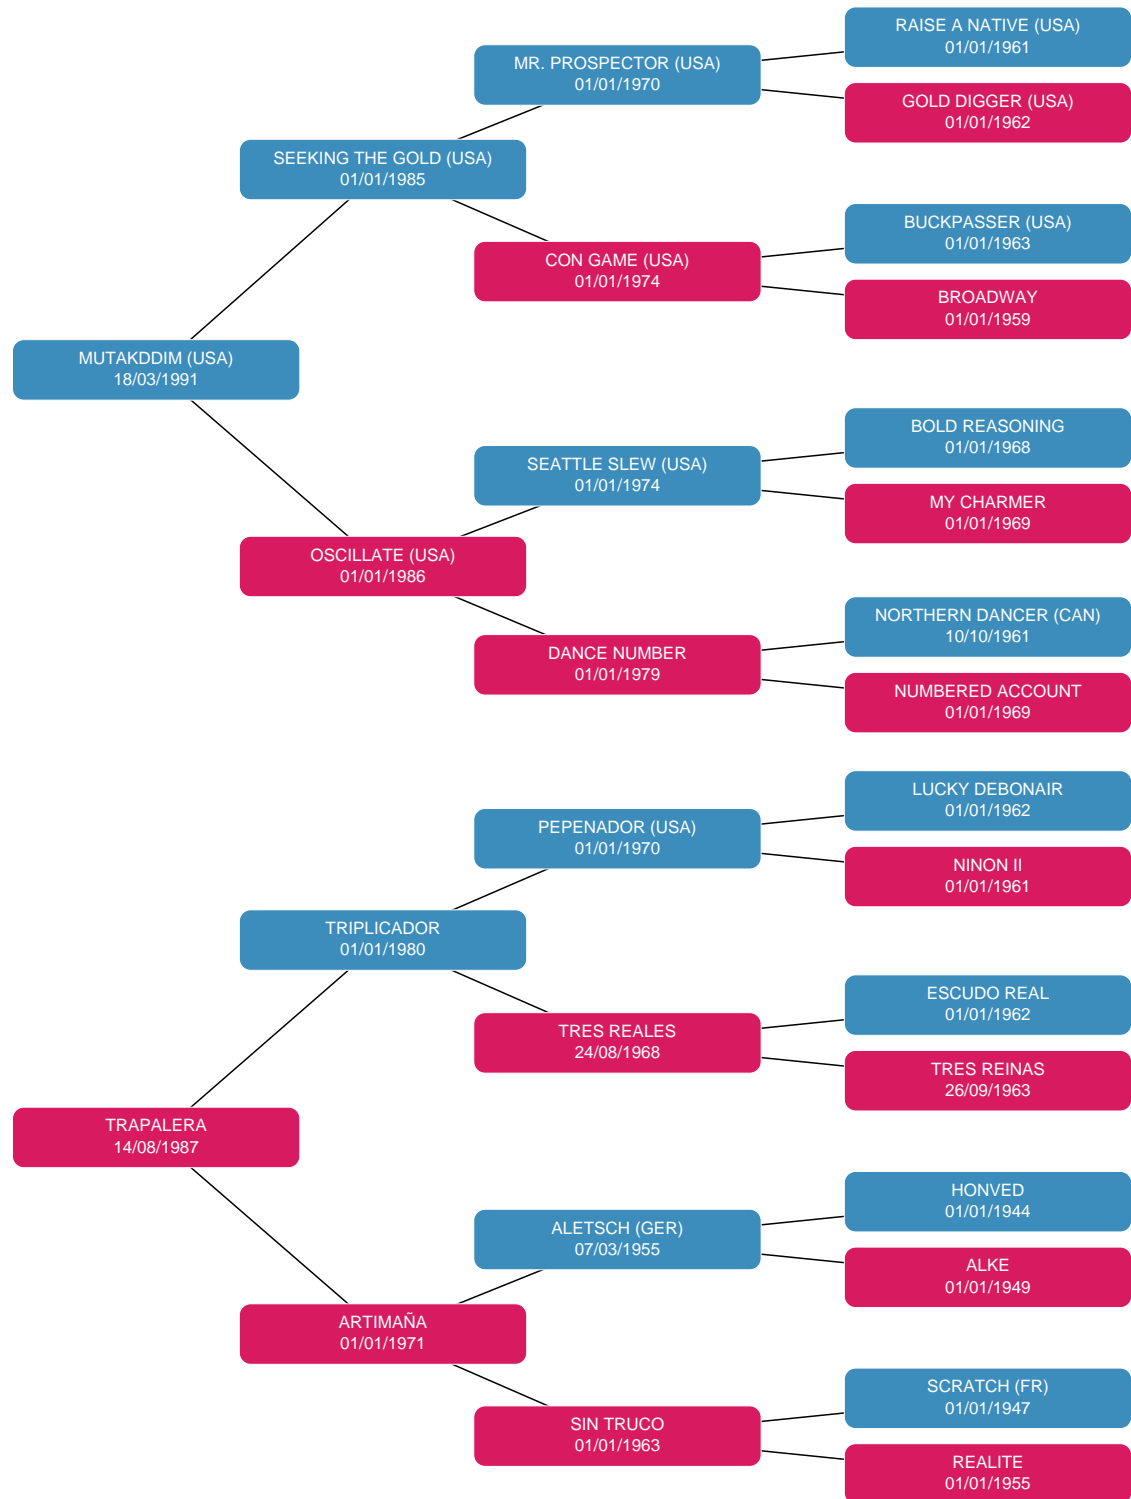 RAISE A NATIVE (USA)
01/01/1961
MR. PROSPECTOR (USA)
01/01/1970
GOLD DIGGER (USA)
01/01/1962
SEEKING THE GOLD (USA)
01/01/1985
BUCKPASSER (USA)
01/01/1963
CON GAME (USA)
01/01/1974
BROADWAY
01/01/1959
MUTAKDDIM (USA)
18/03/1991
BOLD REASONING
01/01/1968
SEATTLE SLEW (USA)
01/01/1974
MY CHARMER
01/01/1969
OSCILLATE (USA)
01/01/1986
NORTHERN DANCER (CAN)
10/10/1961
DANCE NUMBER
01/01/1979
NUMBERED ACCOUNT
01/01/1969
LUCKY DEBONAIR
01/01/1962
PEPENADOR (USA)
01/01/1970
NINON II
01/01/1961
TRIPLICADOR
01/01/1980
ESCUDO REAL
01/01/1962
TRES REALES
24/08/1968
TRES REINAS
26/09/1963
TRAPALERA
14/08/1987
HONVED
01/01/1944
ALETSCH (GER)
07/03/1955
ALKE
01/01/1949
ARTIMAÑA
01/01/1971
SCRATCH (FR)
01/01/1947
SIN TRUCO
01/01/1963
REALITE
01/01/1955